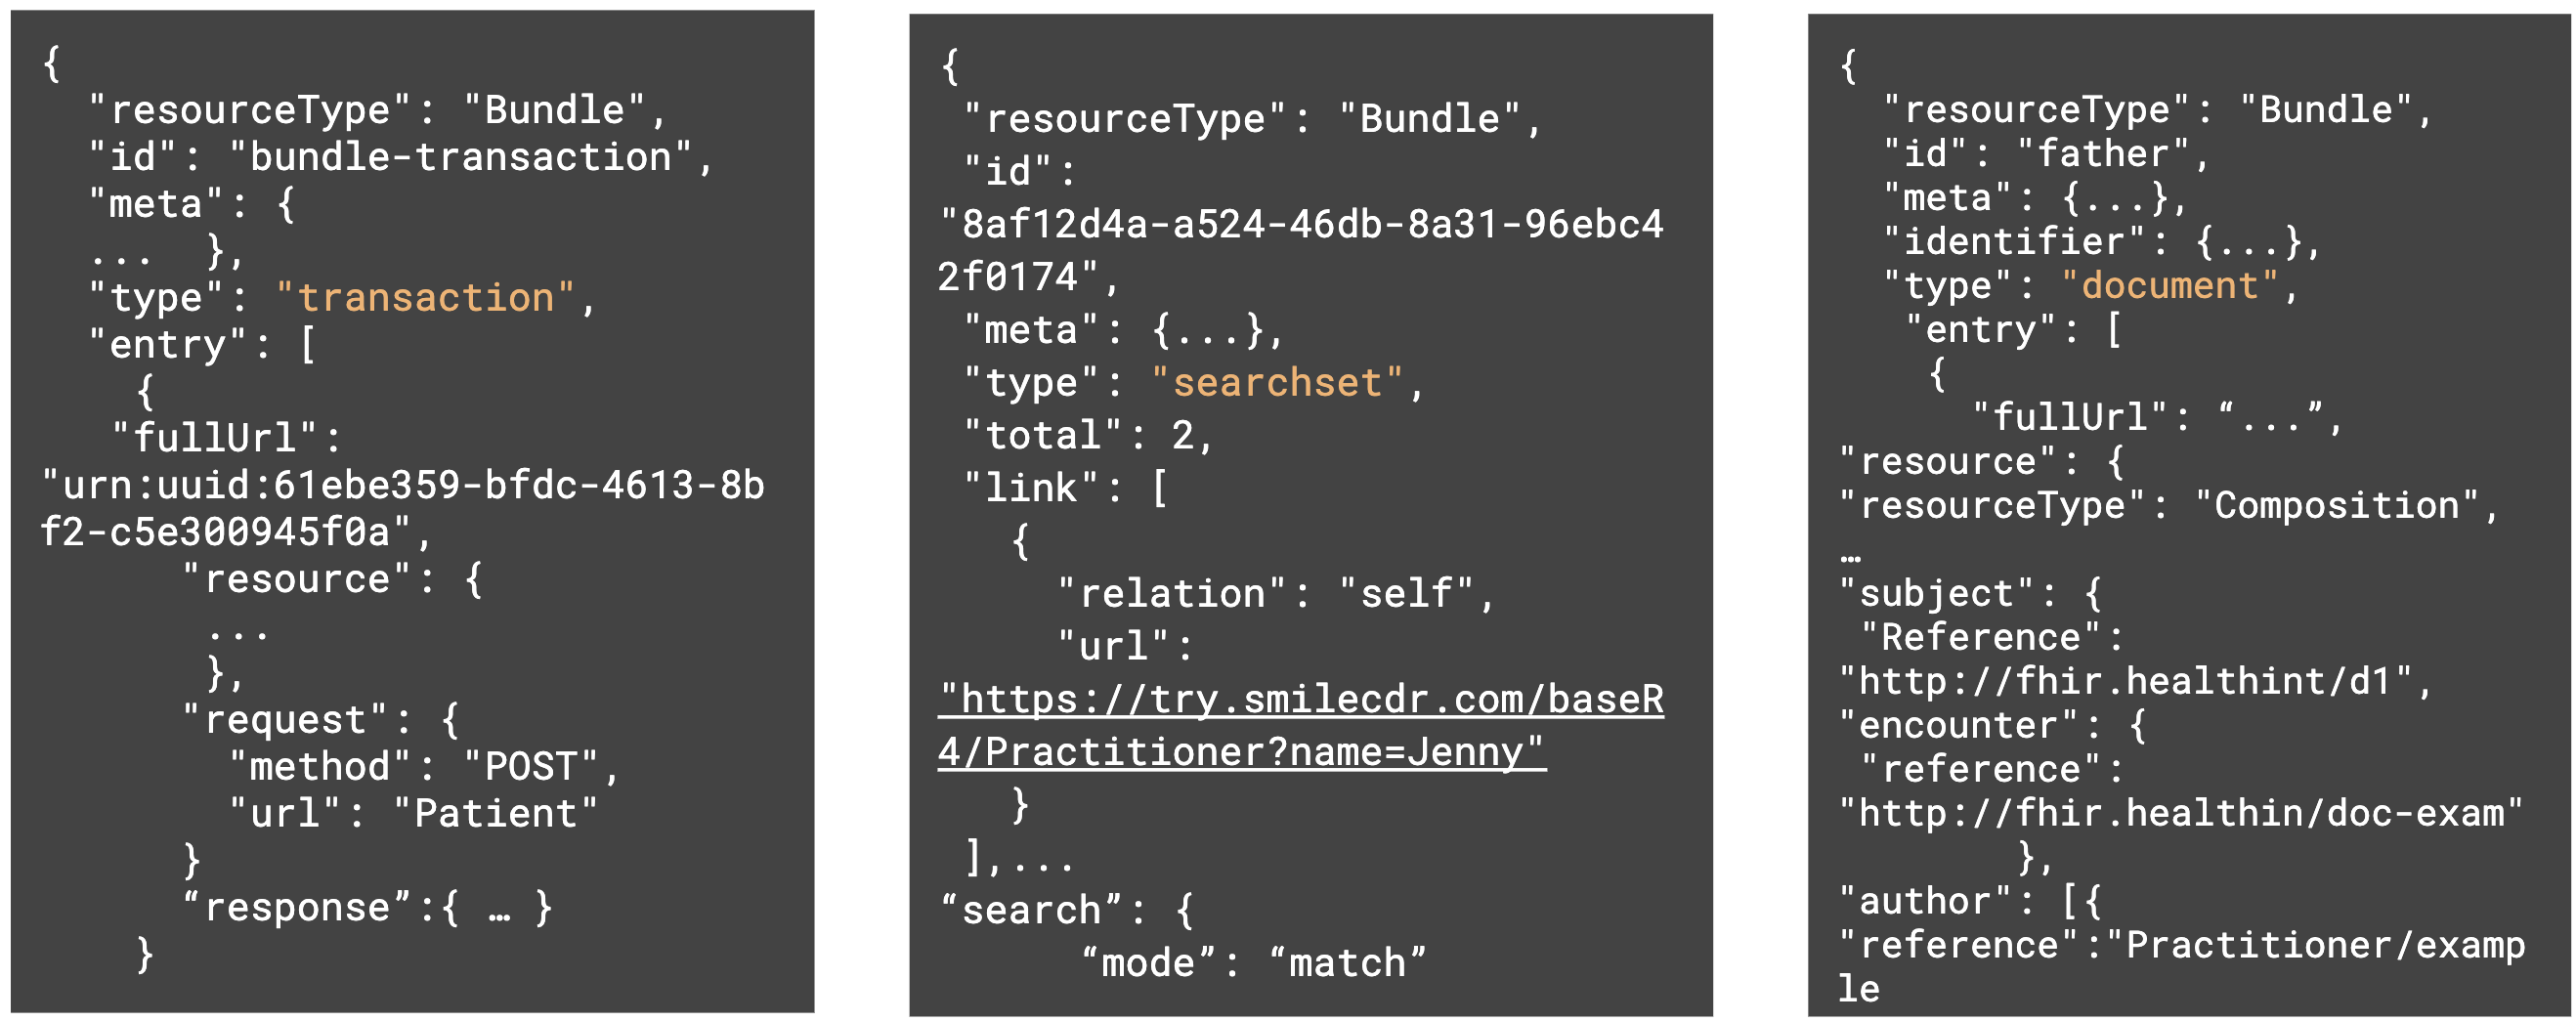 {
"resourceType": "Bundle",
"id": "bundle-transaction",
"meta": {
...  },
"type": "transaction",
"entry": [
{
"fullUrl":
"urn:uuid:61ebe359-bfdc-4613-8b
f2-c5e300945f0a",
"resource": {
...
},
"request": {
"method": "POST",
"url": "Patient"
}
“response”:{ … }
}
{
"resourceType": "Bundle",
"id":
"8af12d4a-a524-46db-8a31-96ebc4
2f0174",
"meta": {...},
"type": "searchset",
"total": 2,
"link": [
{
"relation": "self",
"url":
"https://try.smilecdr.com/baseR
4/Practitioner?name=Jenny"
}
],...
“search”: {
“mode”: “match”
{
"resourceType": "Bundle",
"id": "father",
"meta": {...},
"identifier": {...},
"type": "document",
"entry": [
{
"fullUrl": “...”,
"resource": {
"resourceType": "Composition",
…
"subject": {
"Reference":
"http://fhir.healthint/d1",
"encounter": {
"reference":
"http://fhir.healthin/doc-exam"
},
"author": [{
"reference":"Practitioner/examp
le